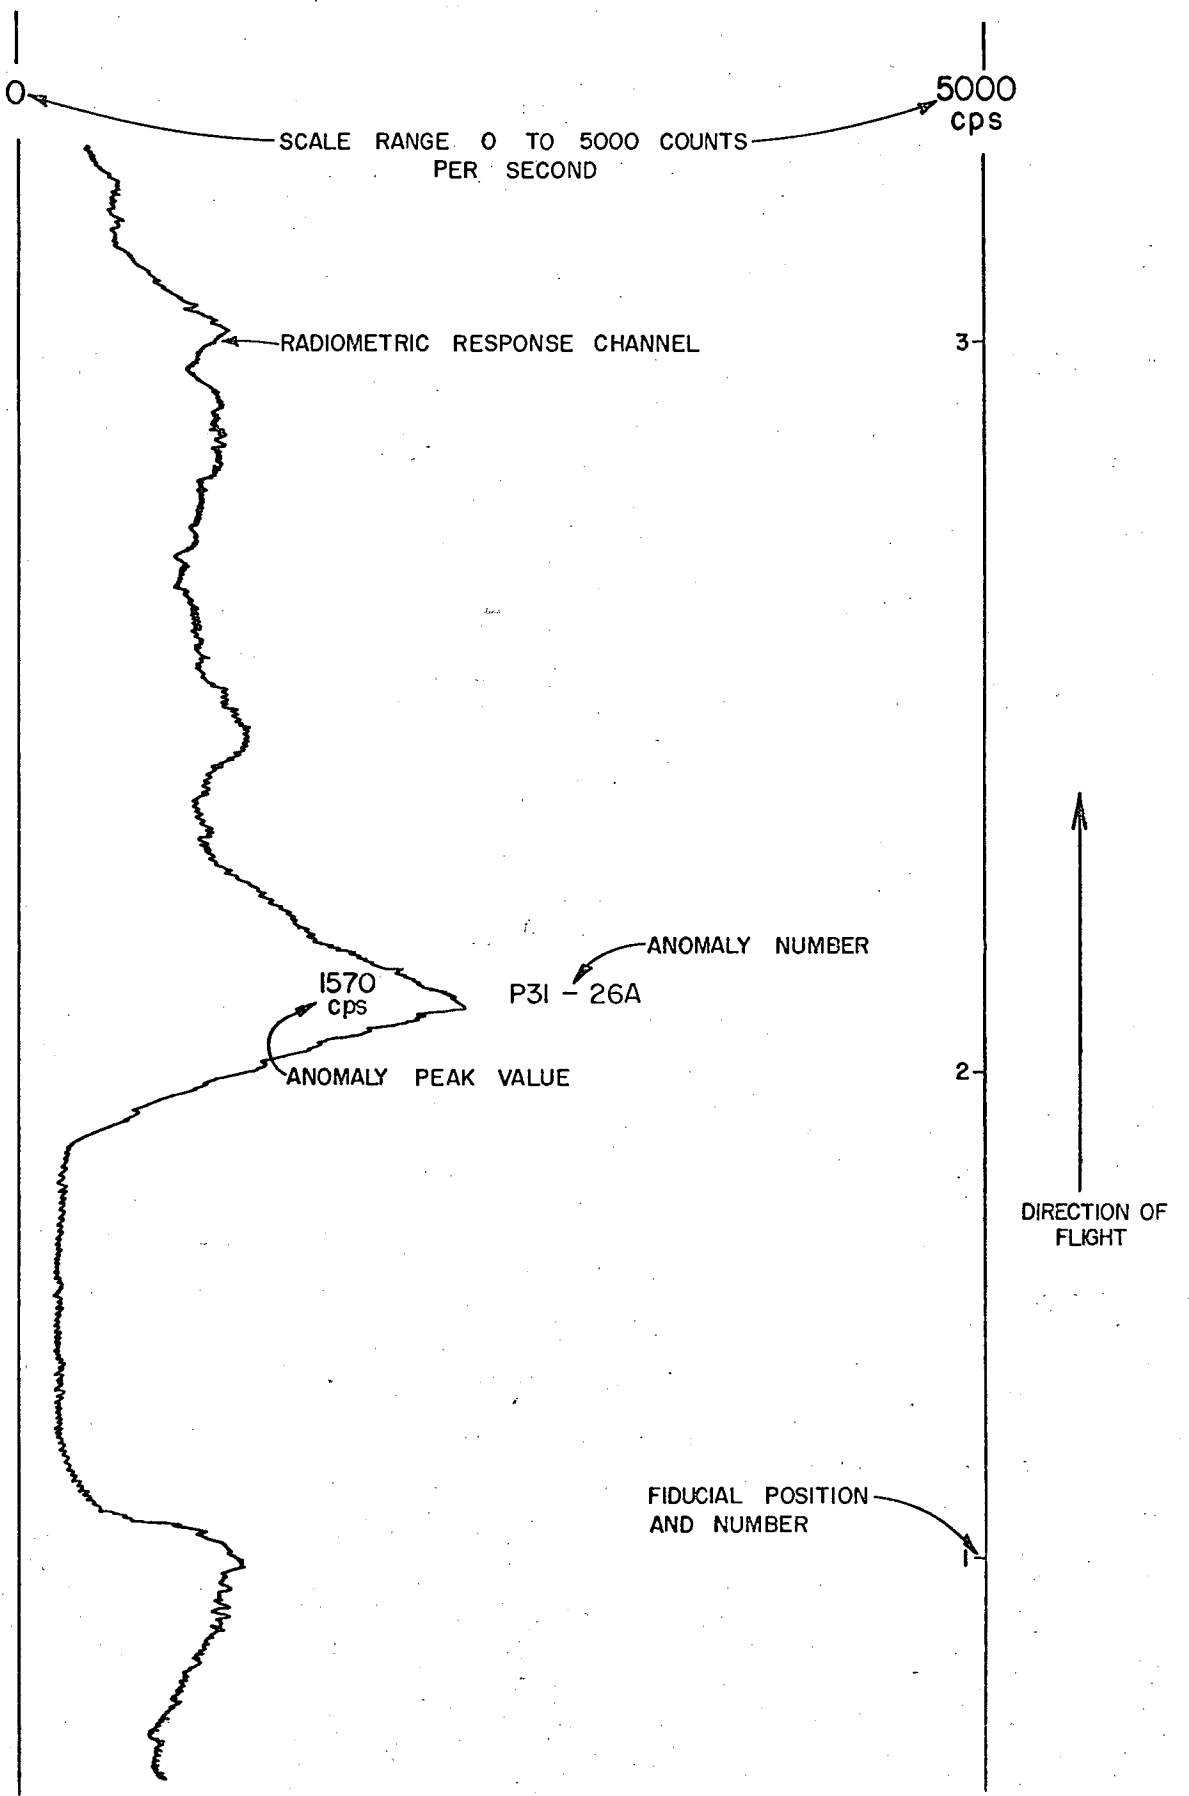 0
5000
cps
SCALE RANGE 0 TO 5000 COUNTS
PER SECOND
RADIOMETRIC RESPONSE CHANNEL
3
ANOMALY NUMBER
1570
cps
P31 - 26A
ANOMALY PEAK VALUE
2
DIRECTION OF
FLIGHT
FIDUCIAL POSITION
AND NUMBER
1